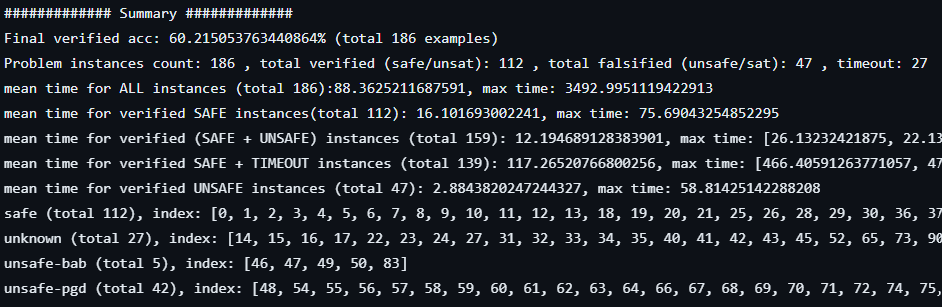 ############# Summary #############
Final verified acc: 60.215053763440864% (total 186 examples)
Problem instances count: 186 , total verified (safe/unsat): 112 , total falsified (unsafe/sat): 47 , timeout: 27
mean time for ALL instances (total 186):88.3625211687591, max time: 3492.9951119422913
mean time for verified SAFE instances(total 112): 16.101693002241, max time: 75.69043254852295
mean time for verified (SAFE + UNSAFE) instances (total 159): 12.194689128383901, max time: [26.13232421875, 22.13
mean time for verified SAFE + TIMEOUT instances (total 139): 117.26520766800256, max time: [466.40591263771057, 47
mean time for verified UNSAFE instances (total 47): 2.8843820247244327, max time: 58.81425142288208
safe (total 112), index: [0, 1, 2, 3, 4, 5, 6, 7, 8, 9, 10, 11, 12, 13, 18, 19, 20, 21, 25, 26, 28, 29, 30, 36, 37
unknown (total 27), index: [14, 15, 16, 17, 22, 23, 24, 27, 31, 32, 33, 34, 35, 40, 41, 42, 43, 45, 52, 65, 73, 90
unsafe-bab (total 5), index: [46, 47, 49, 50, 83]
unsafe-pgd (total 42), index: [48, 54, 55, 56, 57, 58, 59, 60, 61, 62, 63, 64, 66, 67, 68, 69, 70, 71, 72, 74, 75,